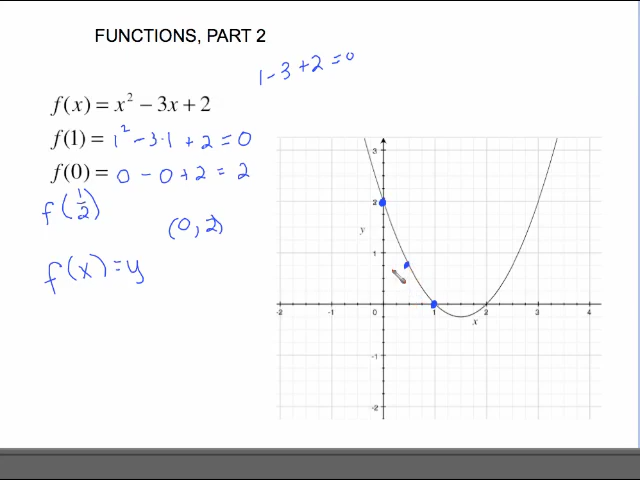 FUNCTIONS, PART 2
1 - 3 + 2 = 0
f(x) = x² − 3x + 2
f(1) = 1² - 3·1 + 2 = 0
f(0) = 0 - 0 + 2 = 2
f(1/2)
(0, 2)
f(x) = y
3
2
y
1
-2 -1 0 1 2 3 4
x
-1
-2